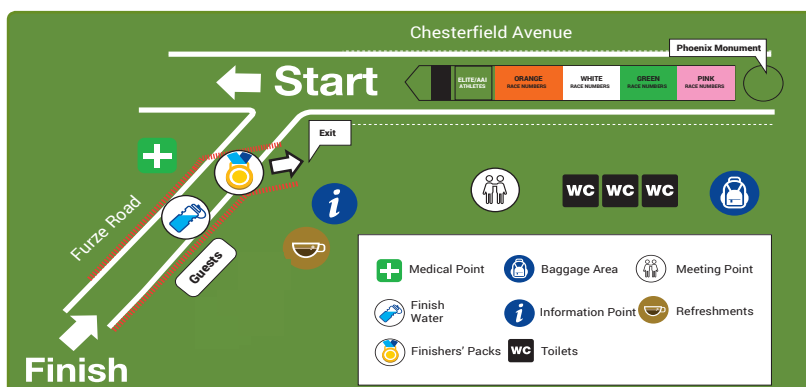 Chesterfield Avenue
Phoenix Monument
Start
ELITE/AAI
ATHLETES
ORANGE
RACE NUMBERS
WHITE
RACE NUMBERS
GREEN
RACE NUMBERS
PINK
RACE NUMBERS
Exit
Furze Road
Guests
i
WC
WC
WC
Finish
Medical Point
Baggage Area
Meeting Point
Finish
Water
i
Information Point
Refreshments
Finishers' Packs
WC
Toilets